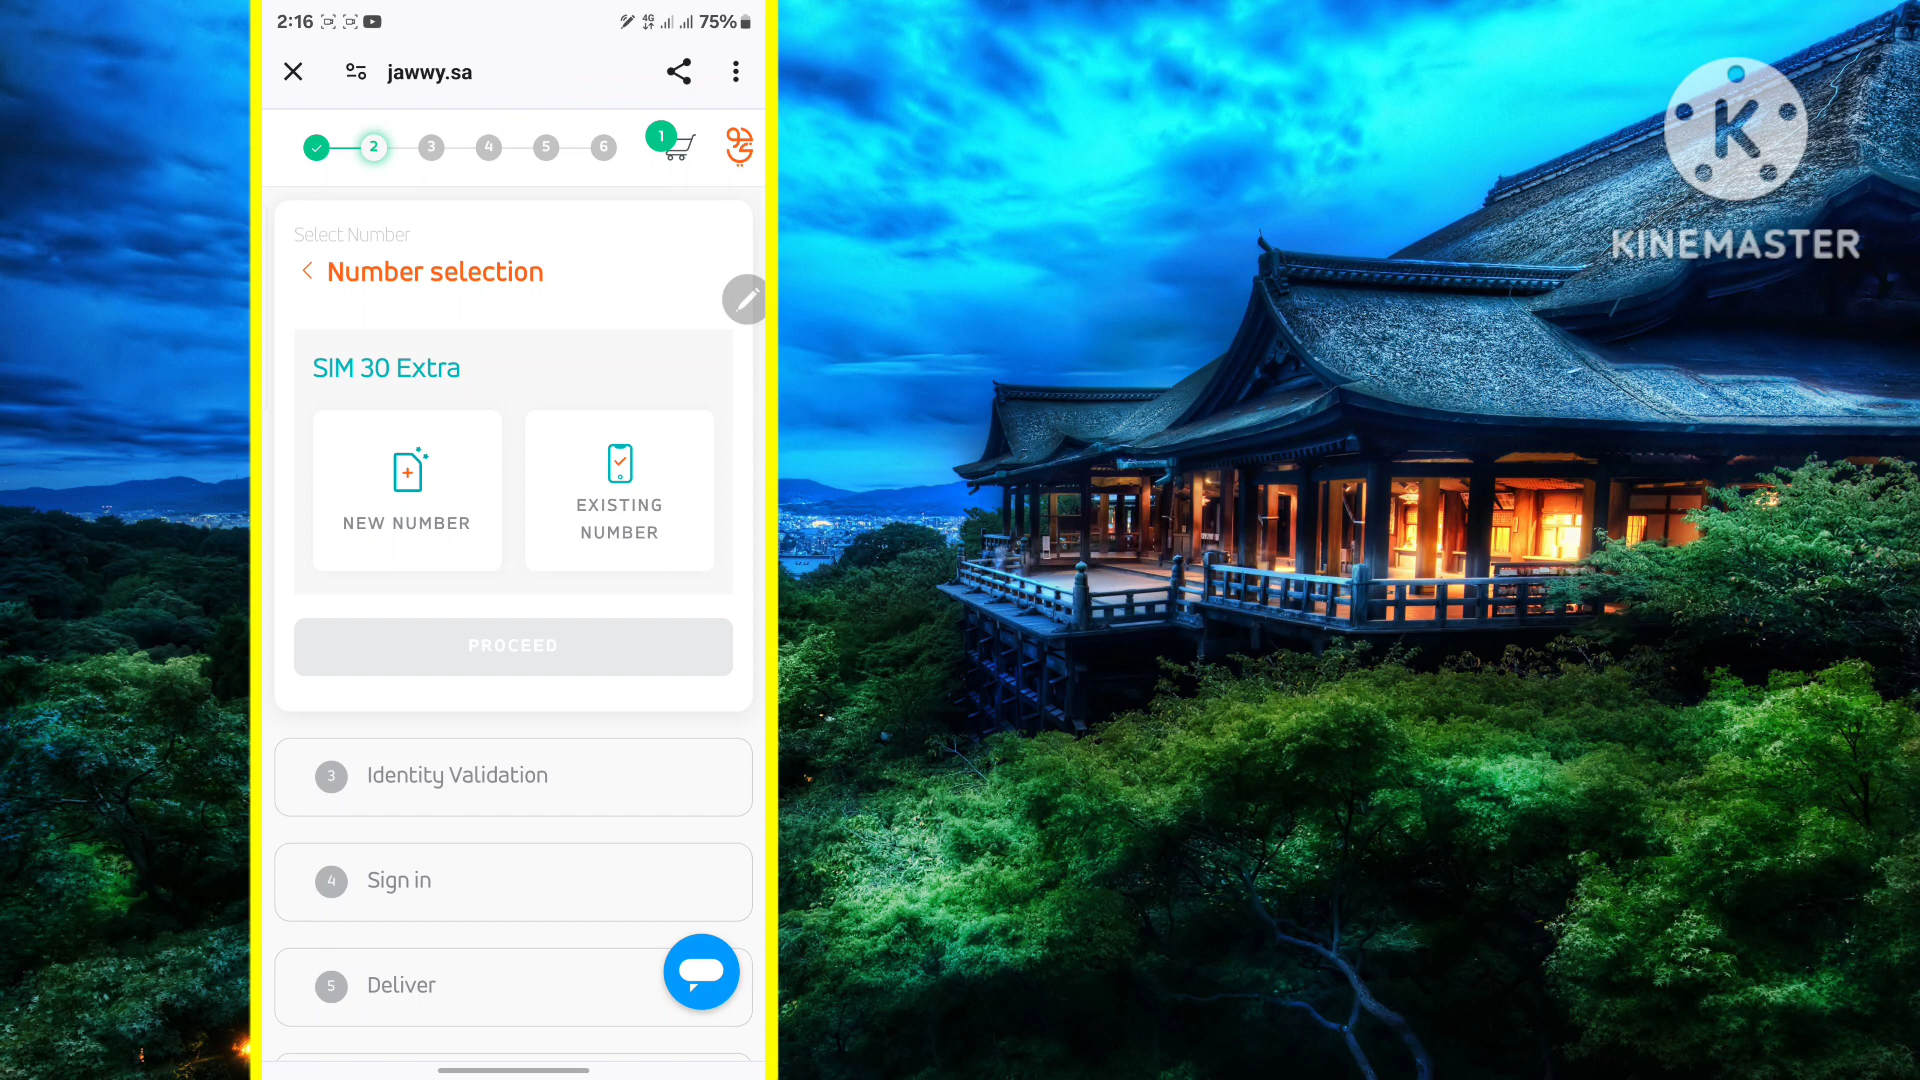 2:16
4G
75%
jawwy.sa
2
3
4
5
6
1
Select Number
Number selection
SIM 30 Extra
NEW NUMBER
EXISTING
NUMBER
PROCEED
3 Identity Validation
4 Sign in
5 Deliver
K
KINEMASTER